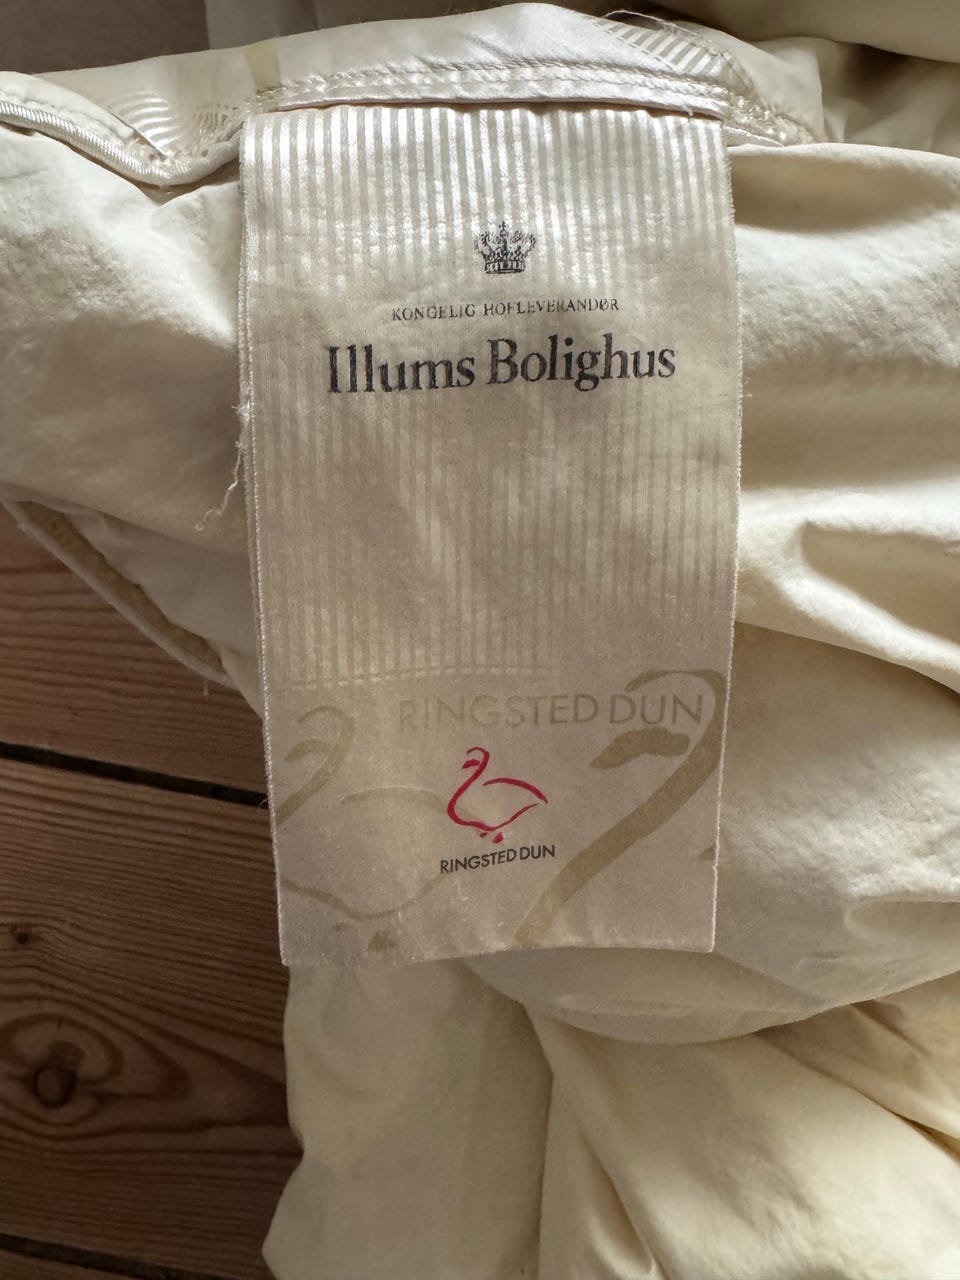 KONGELIG HOFLEVERANDØR
Illums Bolighus
RINGSTED DUN
RINGSTED DUN